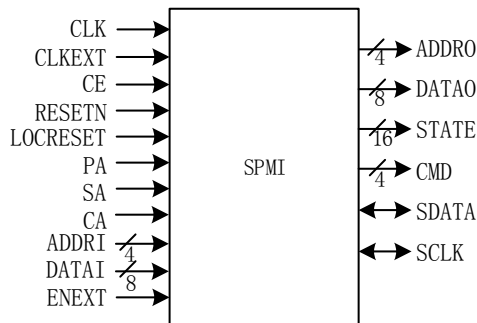 CLK
CLKEXT
CE
RESETN
LOCRESET
PA
SA
CA
ADDRI
4
DATAI
8
ENEXT
SPMI
4
ADDRO
8
DATAO
16
STATE
4
CMD
SDATA
SCLK